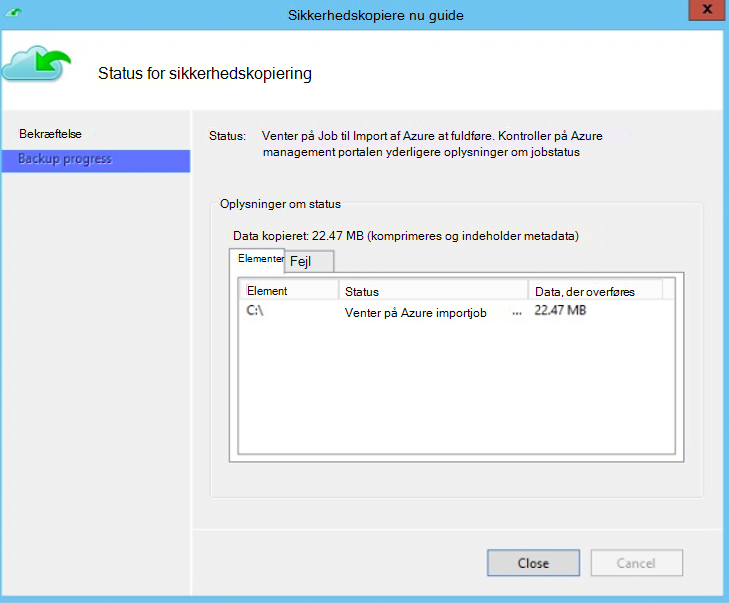 Sikkerhedskopiere nu guide
x
Status for sikkerhedskopiering
Bekræftelse
Backup progress
Status: Venter på Job til Import af Azure at fuldføre. Kontroller på Azure
management portalen yderligere oplysninger om jobstatus
Oplysninger om status
Data kopieret: 22.47 MB (komprimeres og indeholder metadata)
Elementer Fejl
Element Status Data, der overføres
C:\ Venter på Azure importjob ... 22.47 MB
Close Cancel